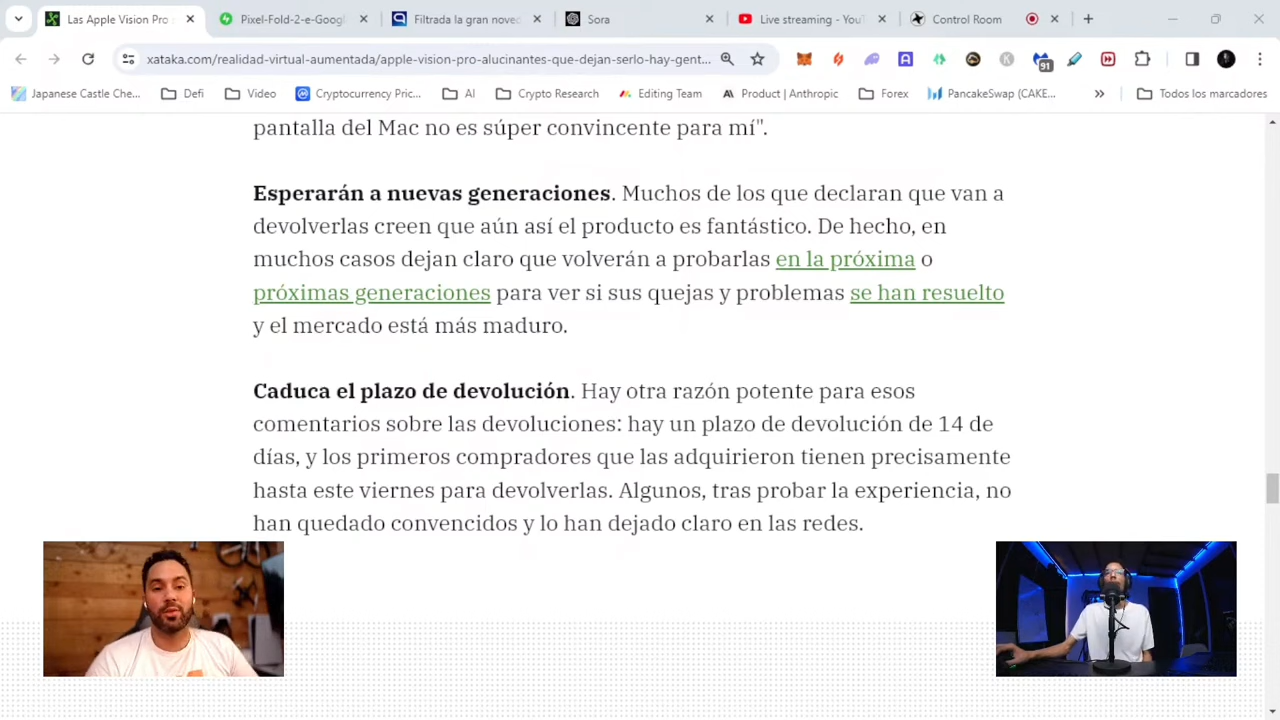 Las Apple Vision Pro
Pixel-Fold-2-e-Googl
Filtrada la gran noved
Sora
Live streaming - YouT
Control Room
xataka.com/realidad-virtual-aumentada/apple-vision-pro-alucinantes-que-dejan-serlo-hay-gent...
91
Japanese Castle Che...
Defi
Video
Cryptocurrency Pric...
AI
Crypto Research
Editing Team
Product | Anthropic
Forex
PancakeSwap (CAKE...
»
Todos los marcadores
pantalla del Mac no es súper convincente para mí".
Esperarán a nuevas generaciones. Muchos de los que declaran que van a
devolverlas creen que aún así el producto es fantástico. De hecho, en
muchos casos dejan claro que volverán a probarlas en la próxima o
próximas generaciones para ver si sus quejas y problemas se han resuelto
y el mercado está más maduro.
Caduca el plazo de devolución. Hay otra razón potente para esos
comentarios sobre las devoluciones: hay un plazo de devolución de 14 de
días, y los primeros compradores que las adquirieron tienen precisamente
hasta este viernes para devolverlas. Algunos, tras probar la experiencia, no
han quedado convencidos y lo han dejado claro en las redes.